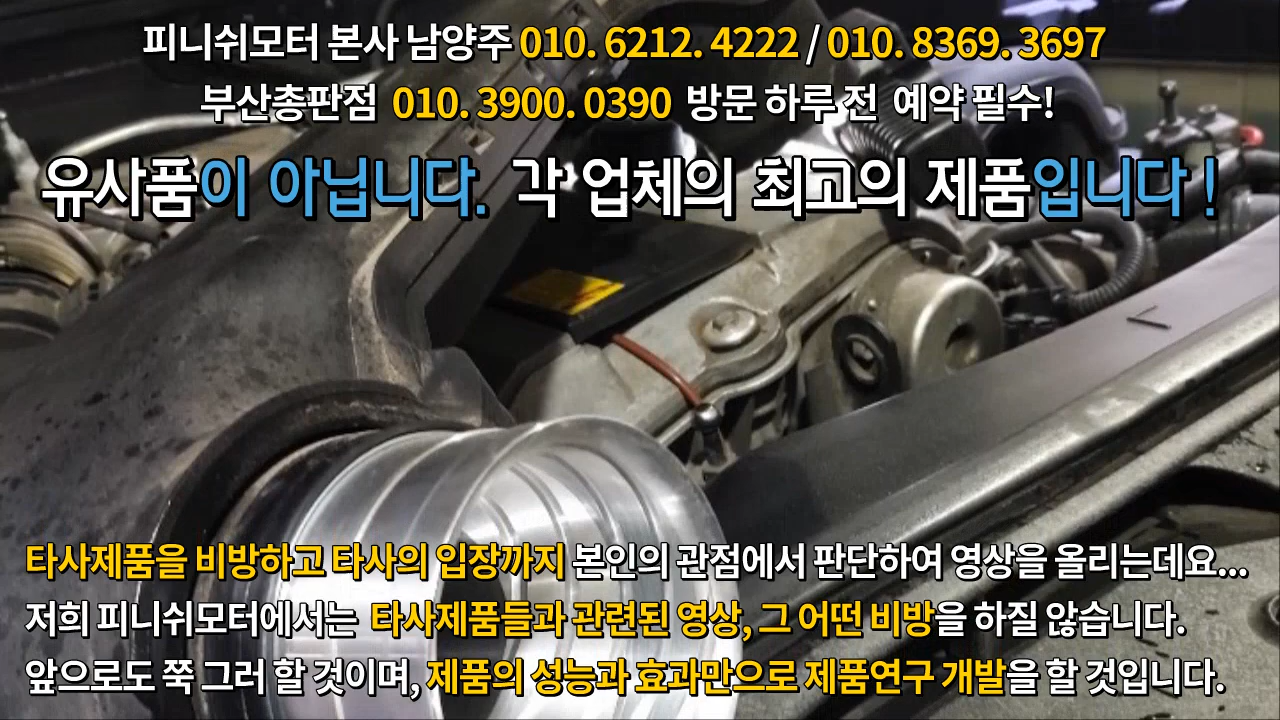 피니쉬모터 본사 남양주 010. 6212. 4222 / 010. 8369. 3697
부산총판점 010. 3900. 0390 방문 하루 전 예약 필수!
유사품이 아닙니다. 각 업체의 최고의 제품입니다 !
타사제품을 비방하고 타사의 입장까지 본인의 관점에서 판단하여 영상을 올리는데요...
저희 피니쉬모터에서는 타사제품들과 관련된 영상, 그 어떤 비방을 하질 않습니다.
앞으로도 쭉 그러 할 것이며, 제품의 성능과 효과만으로 제품연구 개발을 할 것입니다.